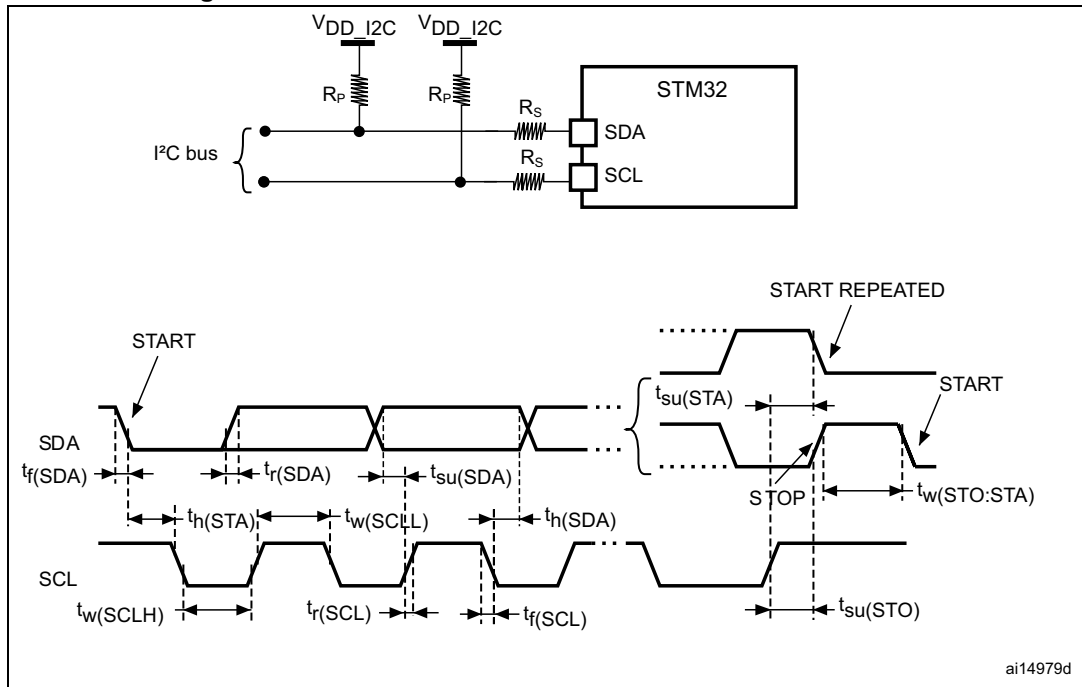 VDD_I2C VDD_I2C
RP RP
STM32
RS
SDA
I²C bus
RS
SCL
START REPEATED
START
START
tsu(STA)
SDA
tf(SDA) tr(SDA) tsu(SDA)
STOP
tw(STO:STA)
th(STA) tw(SCLL) th(SDA)
SCL
tw(SCLH) tr(SCL) tf(SCL) tsu(STO)
ai14979d